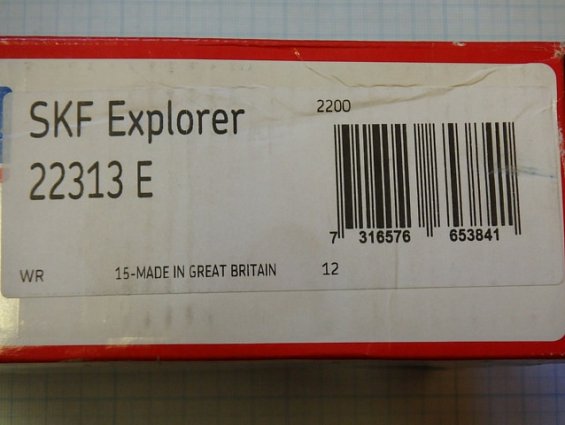 SKF Explorer
22313 E
2200
7 316576 653841
WR
15-MADE IN GREAT BRITAIN
12